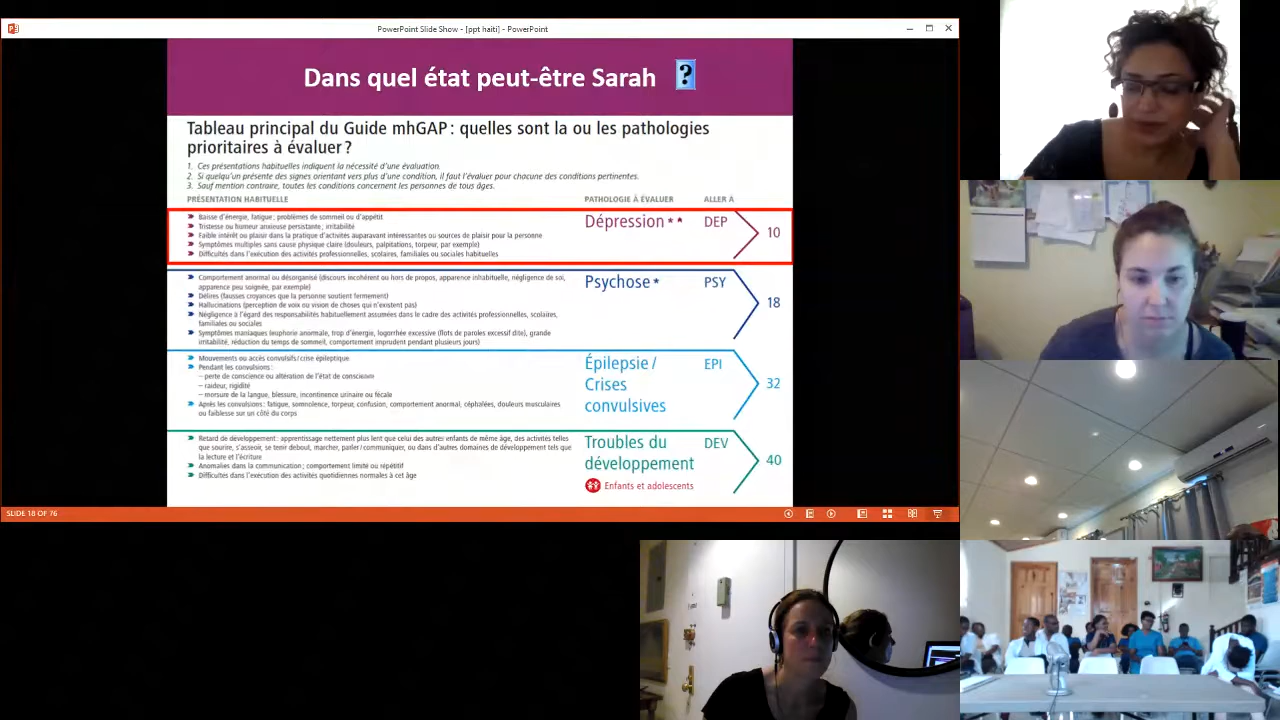 PowerPoint Slide Show - [ppt haiti] - PowerPoint
Dans quel état peut-être Sarah ?
Tableau principal du Guide mhGAP : quelles sont la ou les pathologies
prioritaires à évaluer ?
1. Ces présentations habituelles indiquent la nécessité d'une évaluation.
2. Si quelqu'un présente des signes orientant vers plus d'une condition, il faut l'évaluer pour chacune des conditions pertinentes.
3. Sauf mention contraire, toutes les conditions concernent les personnes de tous âges.
PRÉSENTATION HABITUELLE PATHOLOGIE À ÉVALUER ALLER A
Baisse d'énergie, fatigue ; problèmes de sommeil ou d'appétit
Tristesse ou humeur anxieuse persistante ; irritabilité
Faible intérêt ou plaisir dans la pratique d'activités auparavant intéressantes ou sources de plaisir pour la personne
Symptômes multiples sans cause physique claire (douleurs, palpitations, torpeur, par exemple)
Difficultés dans l'exécution des activités professionnelles, scolaires, familiales ou sociales habituelles
Dépression * * DEP 10
Comportement anormal ou désorganisé (discours incohérent ou hors de propos, apparence inhabituelle, négligence de soi,
apparence peu soignée, par exemple)
Délires (fausses croyances que la personne soutient fermement)
Hallucinations (perception de voix ou vision de choses qui n'existent pas)
Négligence à l'égard des responsabilités habituellement assumées dans le cadre des activités professionnelles, scolaires,
familiales ou sociales
Symptômes maniaques (euphorie anormale, trop d'énergie, logorrhée excessive (flots de paroles excessif dite), grande
irritabilité, réduction du temps de sommeil, comportement imprudent pendant plusieurs jours)
Psychose * PSY 18
Mouvements ou accès convulsifs / crise épileptique
Pendant les convulsions :
– perte de conscience ou altération de l'état de conscience
– raideur, rigidité
– morsure de la langue, blessure, incontinence urinaire ou fécale
Après les convulsions : fatigue, somnolence, torpeur, confusion, comportement anormal, céphalées, douleurs musculaires
ou faiblesse sur un côté du corps
Épilepsie / EPI 32
Crises
convulsives
Retard de développement : apprentissage nettement plus lent que celui des autres enfants de même âge, des activités telles
que sourire, s'asseoir, se tenir debout, marcher, parler / communiquer, ou dans d'autres domaines de développement tels que
la lecture et l'écriture
Anomalies dans la communication ; comportement limité ou répétitif
Difficultés dans l'exécution des activités quotidiennes normales à cet âge
Troubles du DEV 40
développement
Enfants et adolescents
SLIDE 18 OF 76